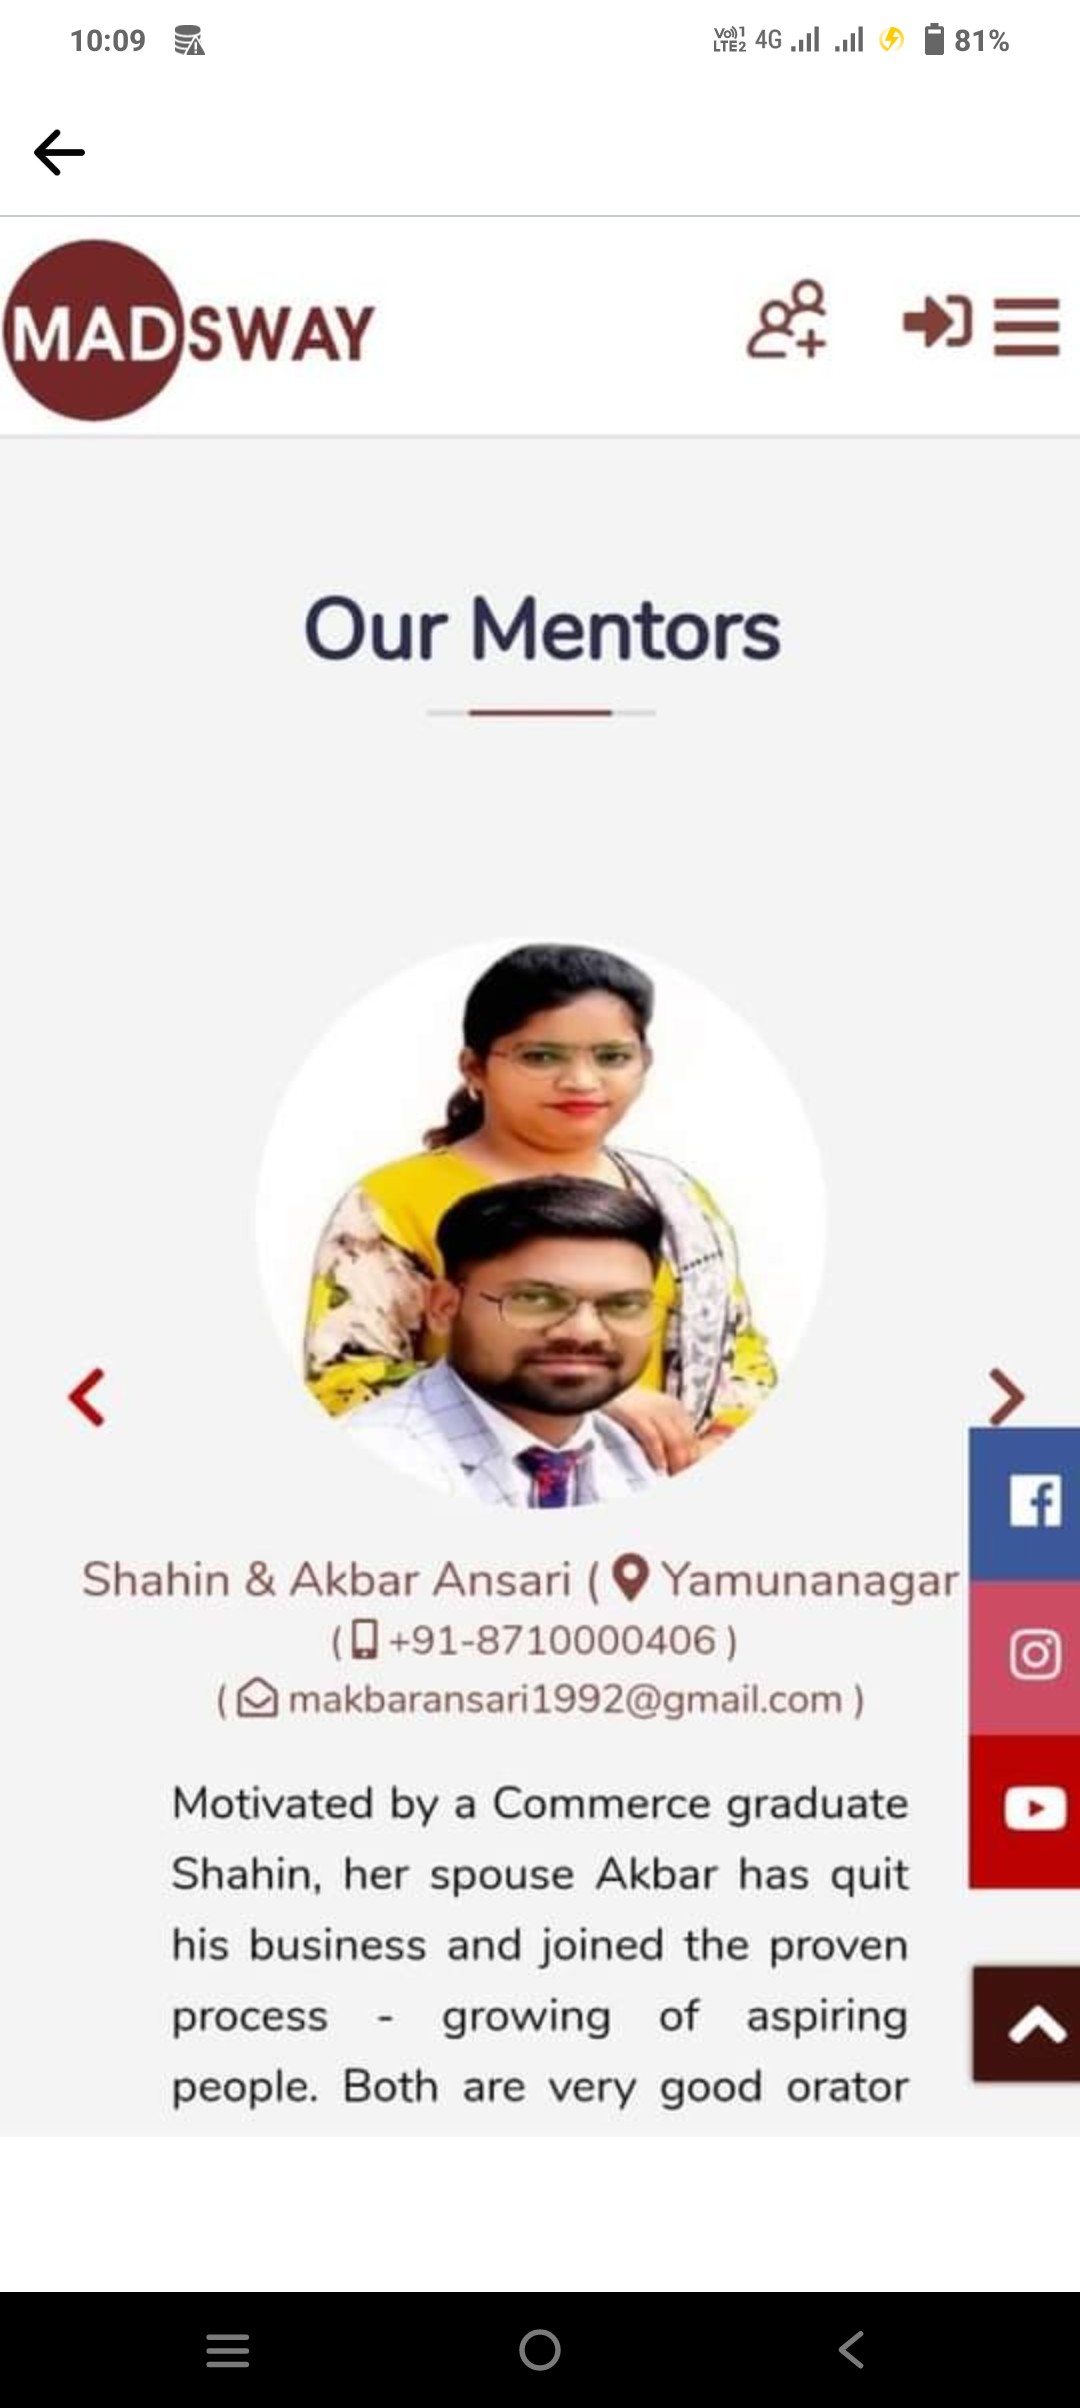 10:09
Vo)) 1
LTE2 4G 81%
MADSWAY
Our Mentors
Shahin & Akbar Ansari ( Yamunanagar
( +91-8710000406 )
( makbaransari1992@gmail.com )
Motivated by a Commerce graduate
Shahin, her spouse Akbar has quit
his business and joined the proven
process - growing of aspiring
people. Both are very good orator